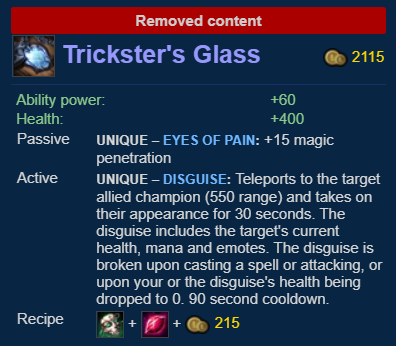 Removed content
Trickster's Glass 2115
Ability power: +60
Health: +400
Passive UNIQUE – EYES OF PAIN: +15 magic
penetration
Active UNIQUE – DISGUISE: Teleports to the target
allied champion (550 range) and takes on
their appearance for 30 seconds. The
disguise includes the target's current
health, mana and emotes. The disguise is
broken upon casting a spell or attacking, or
upon your or the disguise's health being
dropped to 0. 90 second cooldown.
Recipe + + 215